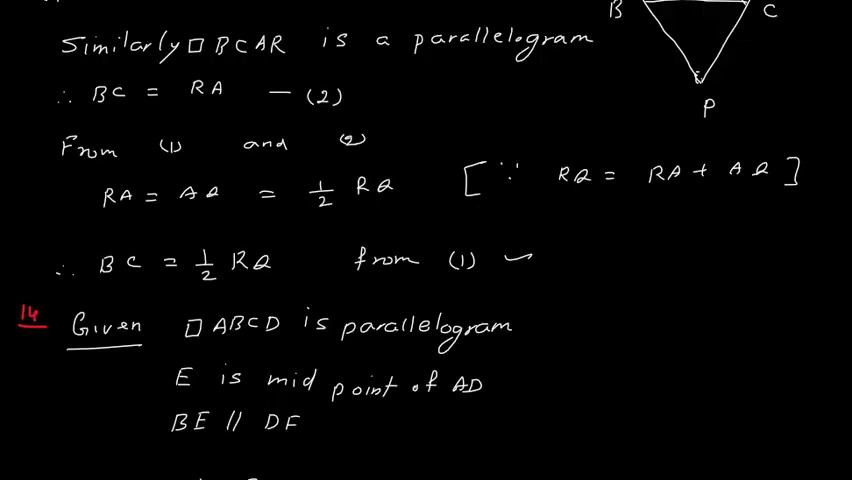 B C
Similarly □ BCAR is a parallelogram
P
∴ BC = RA — (2)
From (1) and (2)
RA = AQ = 1/2 RQ [∵ RQ = RA + AQ]
∴ BC = 1/2 RQ from (1)
14 Given □ ABCD is parallelogram
E is mid point of AD
BE // DF